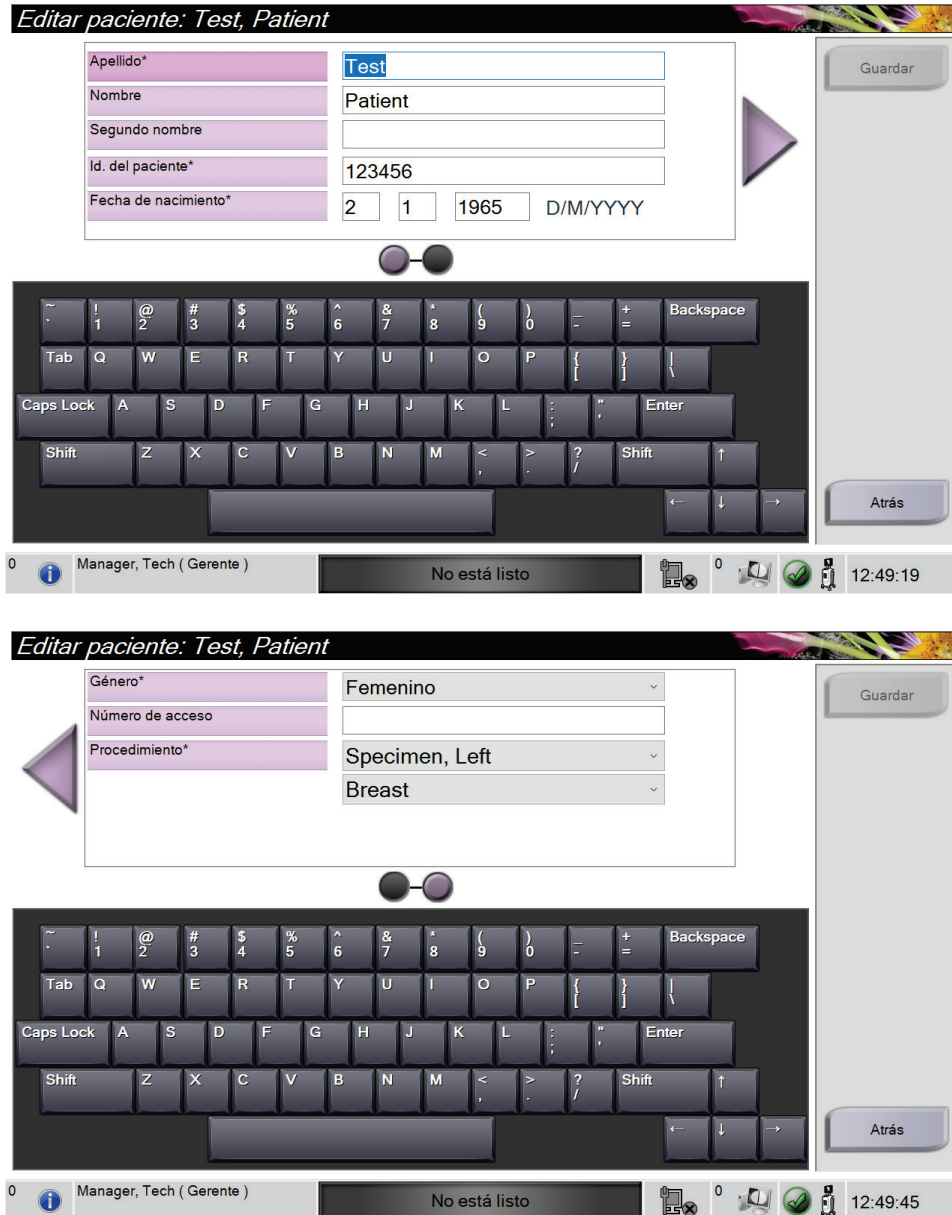 Editar paciente: Test, Patient
Apellido* Test
Guardar
Nombre Patient
Segundo nombre
Id. del paciente* 123456
Fecha de nacimiento* 2 1 1965 D/M/YYYY
~ ! @ # $ % ^ & * ( ) _ + Backspace
` 1 2 3 4 5 6 7 8 9 0 - =
Tab Q W E R T Y U I O P { } |
[ ] \
Caps Lock A S D F G H J K L : " Enter
; '
Shift Z X C V B N M < > ? Shift ↑
, . /
← ↓ →
Atrás
0 Manager, Tech ( Gerente ) No está listo 0 12:49:19
Editar paciente: Test, Patient
Género* Femenino
Guardar
Número de acceso
Procedimiento* Specimen, Left
Breast
~ ! @ # $ % ^ & * ( ) _ + Backspace
` 1 2 3 4 5 6 7 8 9 0 - =
Tab Q W E R T Y U I O P { } |
[ ] \
Caps Lock A S D F G H J K L : " Enter
; '
Shift Z X C V B N M < > ? Shift ↑
, . /
← ↓ →
Atrás
0 Manager, Tech ( Gerente ) No está listo 0 12:49:45